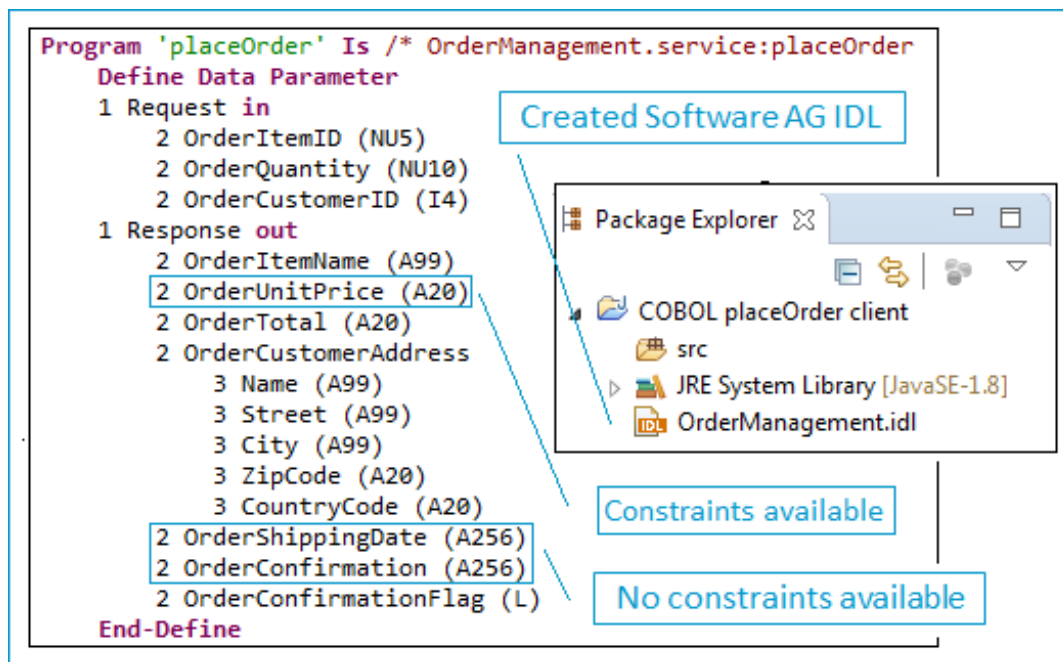 Program 'placeOrder' Is /* OrderManagement.service:placeOrder
Define Data Parameter
1 Request in
2 OrderItemID (NU5)
2 OrderQuantity (NU10)
2 OrderCustomerID (I4)
1 Response out
2 OrderItemName (A99)
2 OrderUnitPrice (A20)
2 OrderTotal (A20)
2 OrderCustomerAddress
3 Name (A99)
3 Street (A99)
3 City (A99)
3 ZipCode (A20)
3 CountryCode (A20)
2 OrderShippingDate (A256)
2 OrderConfirmation (A256)
2 OrderConfirmationFlag (L)
End-Define
Created Software AG IDL
Package Explorer
COBOL placeOrder client
src
JRE System Library [JavaSE-1.8]
IDL OrderManagement.idl
Constraints available
No constraints available